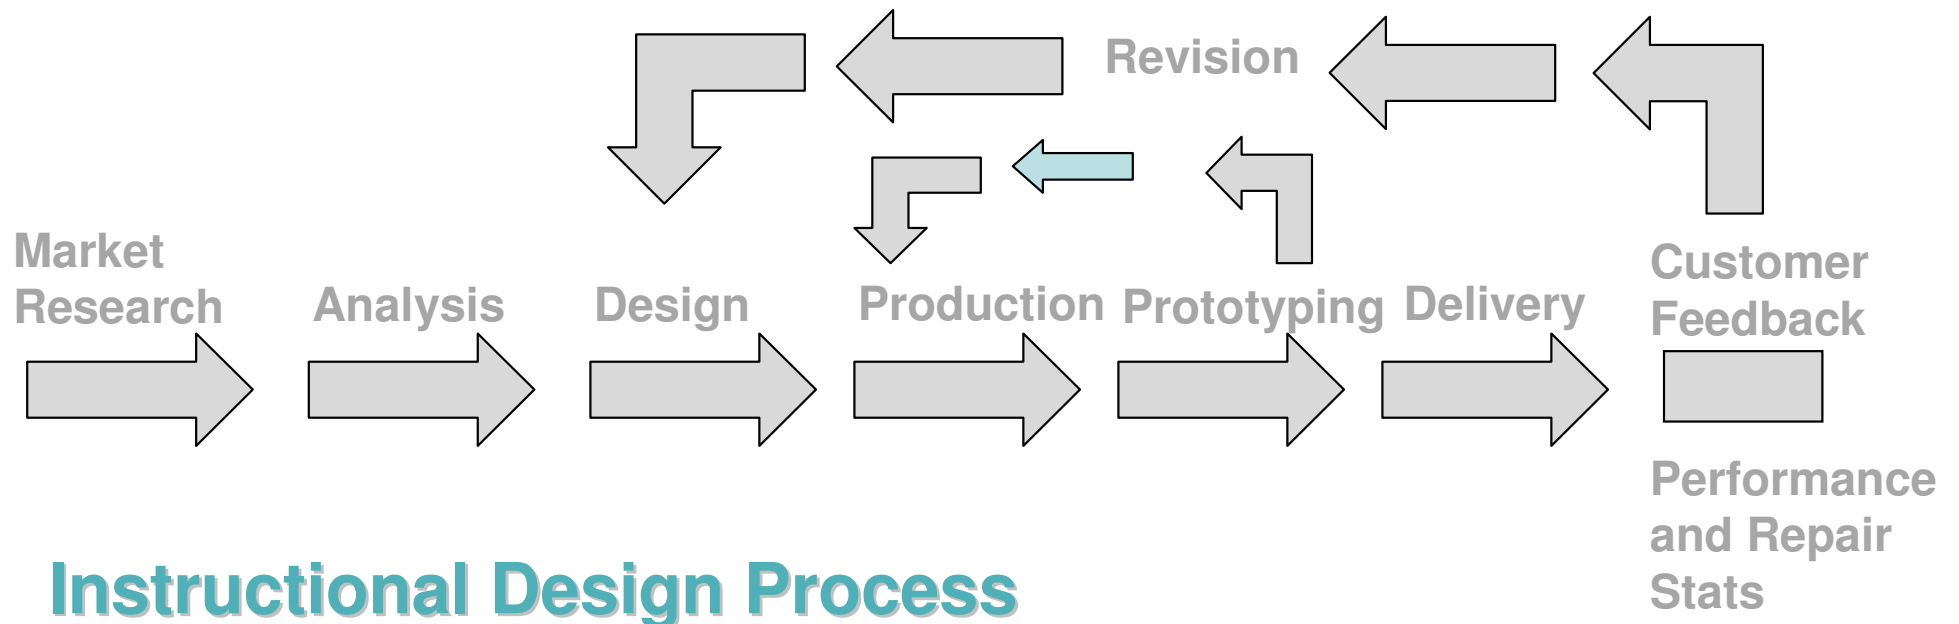 Revision
Market
Research
Analysis
Design
Production
Prototyping
Delivery
Customer
Feedback
Performance
and Repair
Stats
Instructional Design Process